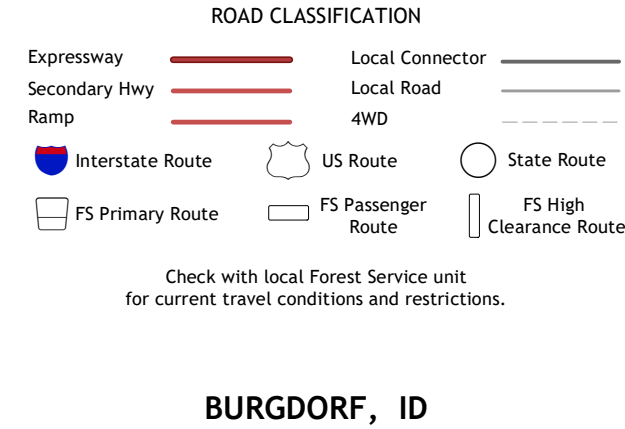 ROAD CLASSIFICATION
Expressway
Local Connector
Secondary Hwy
Local Road
Ramp
4WD
Interstate Route
US Route
State Route
FS Primary Route
FS Passenger
Route
FS High
Clearance Route
Check with local Forest Service unit
for current travel conditions and restrictions.
BURGDORF, ID